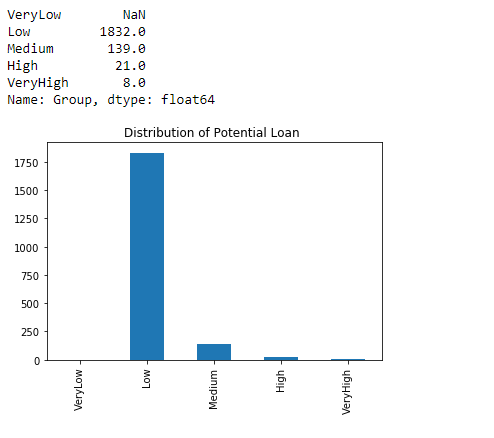 VeryLow NaN
Low 1832.0
Medium 139.0
High 21.0
VeryHigh 8.0
Name: Group, dtype: float64
Distribution of Potential Loan
1750
1500
1250
1000
750
500
250
0
VeryLow
Low
Medium
High
VeryHigh